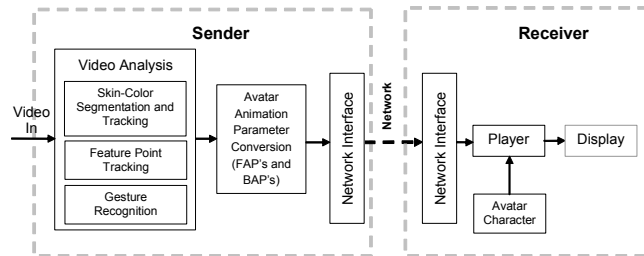 Sender
Receiver
Video Analysis
Skin-Color
Segmentation and
Tracking
Feature Point
Tracking
Gesture
Recognition
Video
In
Avatar
Animation
Parameter
Conversion
(FAP's and
BAP's)
Network Interface
Network
Network Interface
Player
Display
Avatar
Character